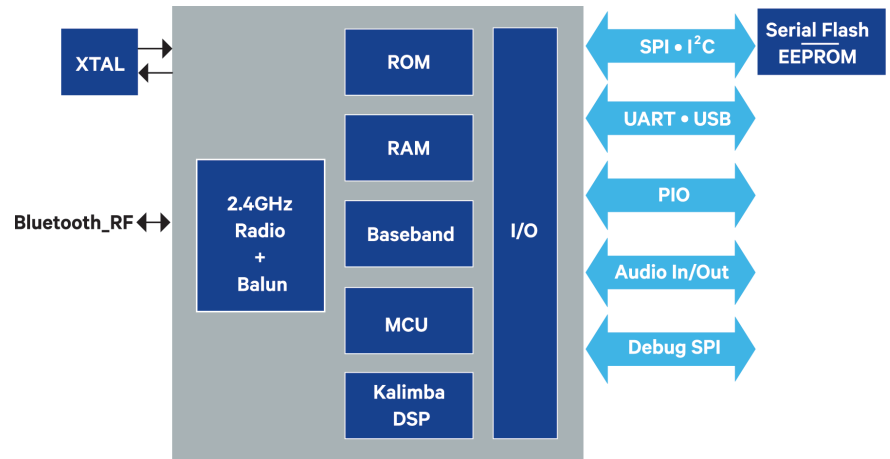 XTAL
Bluetooth_RF
2.4GHz
Radio
+
Balun
ROM
RAM
Baseband
MCU
Kalimba
DSP
I/O
SPI • I²C
UART • USB
PIO
Audio In/Out
Debug SPI
Serial Flash
EEPROM